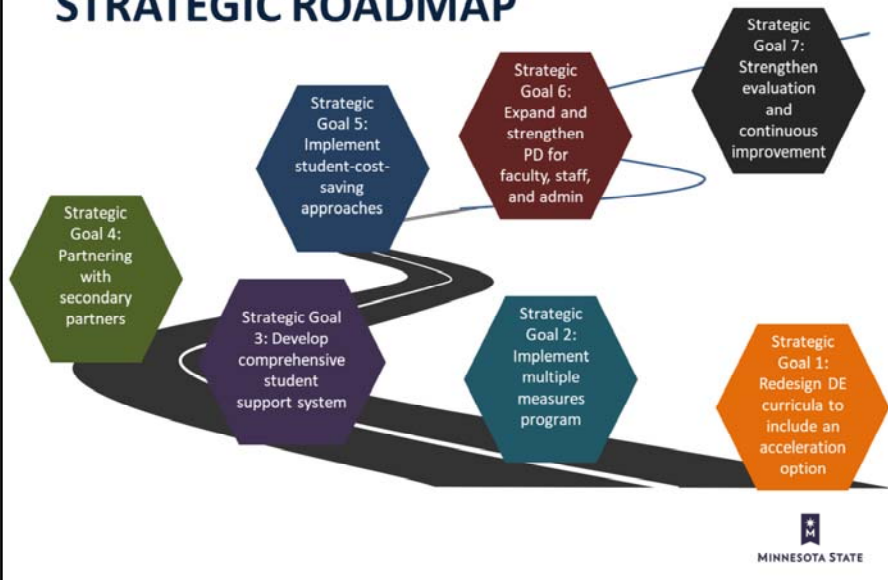 STRATEGIC ROADMAP
Strategic
Goal 7:
Strengthen
evaluation
and
continuous
improvement
Strategic
Goal 6:
Expand and
strengthen
PD for
faculty, staff,
and admin
Strategic
Goal 5:
Implement
student-cost-
saving
approaches
Strategic
Goal 4:
Partnering
with
secondary
partners
Strategic Goal
3: Develop
comprehensive
student
support system
Strategic
Goal 2:
Implement
multiple
measures
program
Strategic
Goal 1:
Redesign DE
curricula to
include an
acceleration
option
M
MINNESOTA STATE